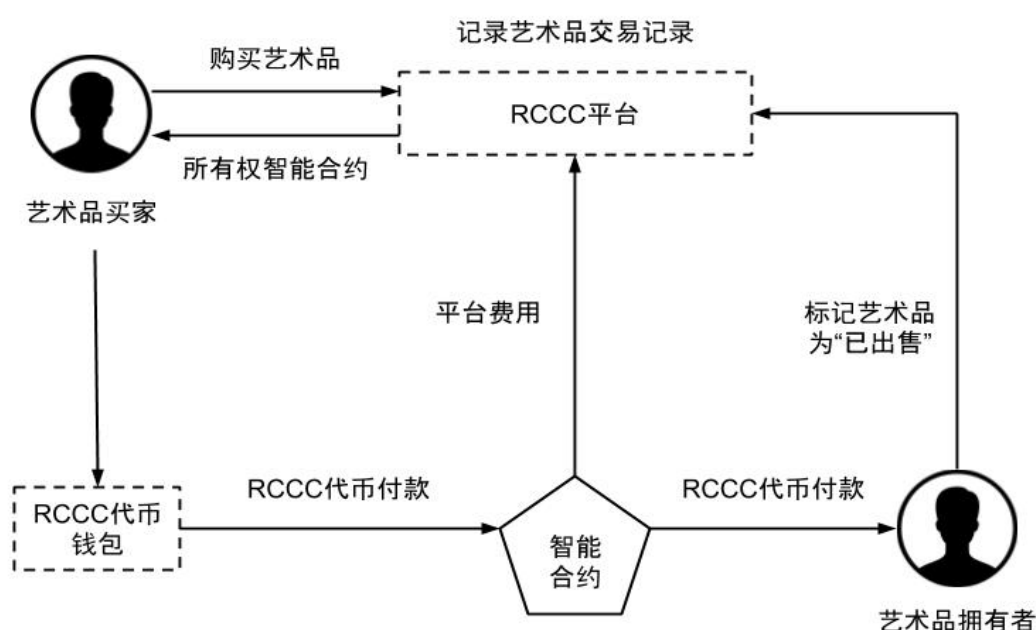 记录艺术品交易记录
购买艺术品
RCCC平台
所有权智能合约
艺术品买家
平台费用
标记艺术品
为“已出售”
RCCC代币
钱包
RCCC代币付款
智能
合约
RCCC代币付款
艺术品拥有者